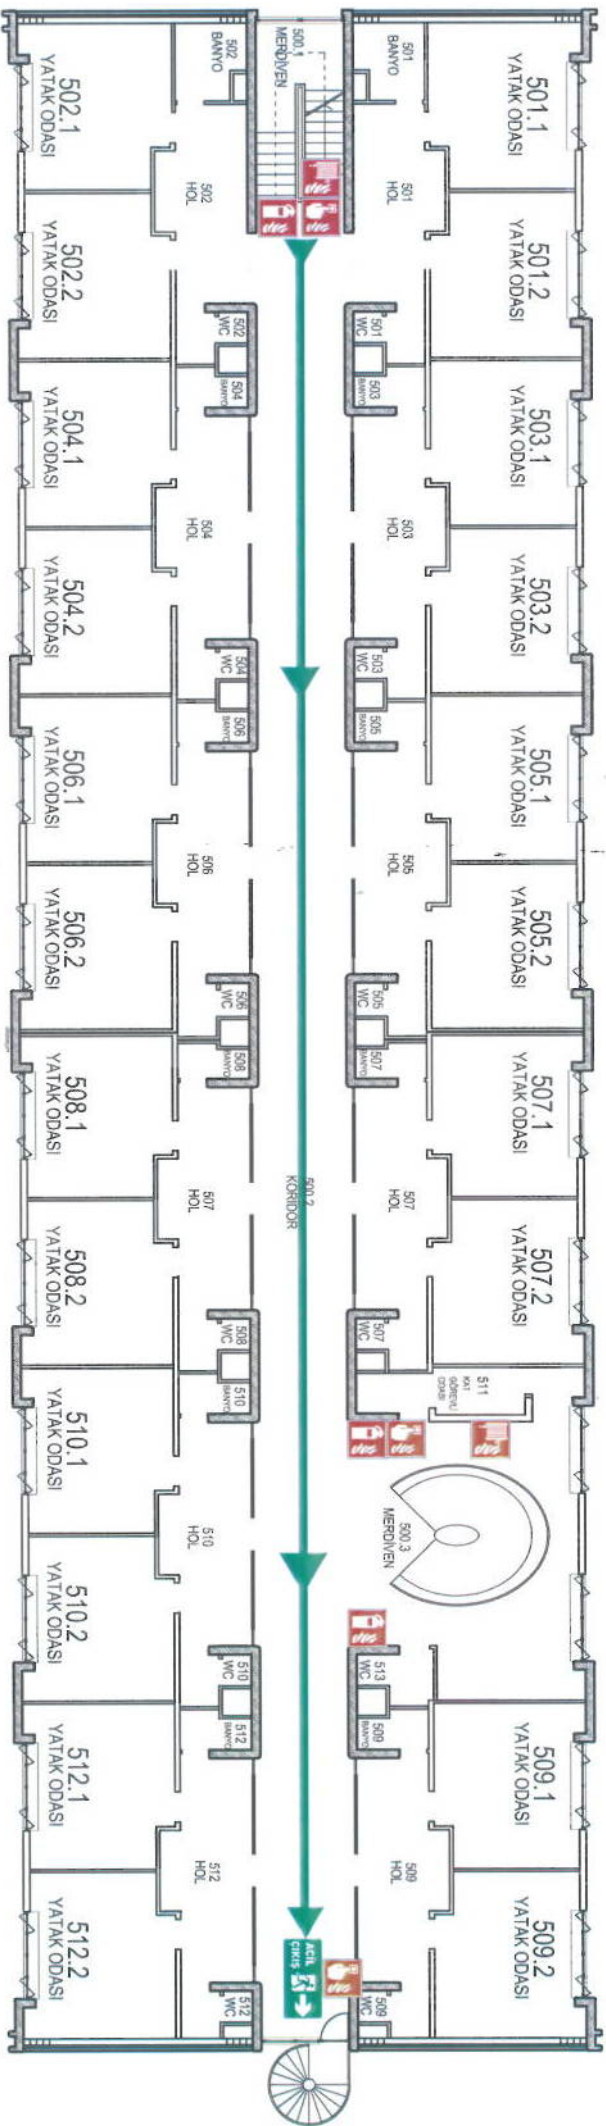 501.1
YATAK ODASI
501.2
YATAK ODASI
503.1
YATAK ODASI
503.2
YATAK ODASI
505.1
YATAK ODASI
505.2
YATAK ODASI
507.1
YATAK ODASI
507.2
YATAK ODASI
509.1
YATAK ODASI
509.2
YATAK ODASI
511
KAT
GÖREVLİ
ODASI
501
BANYO
501
HOL
501
WC
503
BANYO
503
HOL
503
WC
505
BANYO
505
HOL
505
WC
507
BANYO
507
HOL
507
WC
500.3
MERDİVEN
513
WC
509
BANYO
509
HOL
509
WC
500.1
MERDİVEN
500.2
KORİDOR
ACİL
ÇIKIŞ
502
BANYO
502
HOL
502
WC
504
BANYO
504
HOL
504
WC
506
BANYO
506
HOL
506
WC
508
BANYO
507
HOL
508
WC
510
BANYO
510
HOL
510
WC
512
BANYO
512
HOL
512
WC
502.1
YATAK ODASI
502.2
YATAK ODASI
504.1
YATAK ODASI
504.2
YATAK ODASI
506.1
YATAK ODASI
506.2
YATAK ODASI
508.1
YATAK ODASI
508.2
YATAK ODASI
510.1
YATAK ODASI
510.2
YATAK ODASI
512.1
YATAK ODASI
512.2
YATAK ODASI